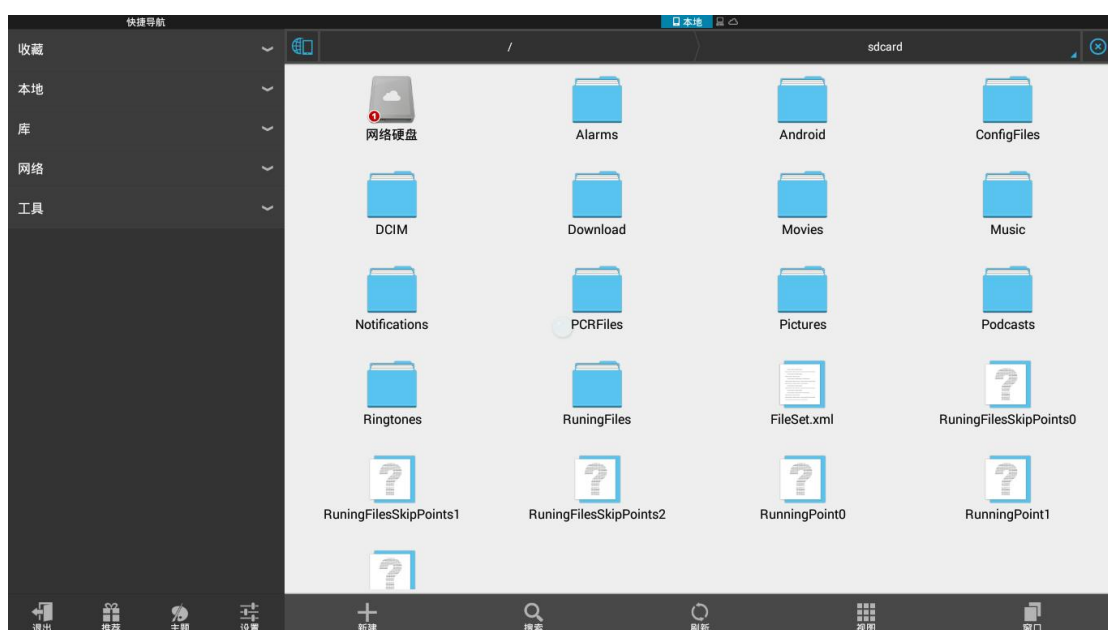 快捷导航
本地
收藏
/
sdcard
本地
库
网络
工具
1
网络硬盘
Alarms
Android
ConfigFiles
DCIM
Download
Movies
Music
Notifications
PCRFiles
Pictures
Podcasts
Ringtones
RuningFiles
FileSet.xml
RuningFilesSkipPoints0
RuningFilesSkipPoints1
RuningFilesSkipPoints2
RunningPoint0
RunningPoint1
退出
推荐
主题
设置
新建
搜索
刷新
视图
窗口